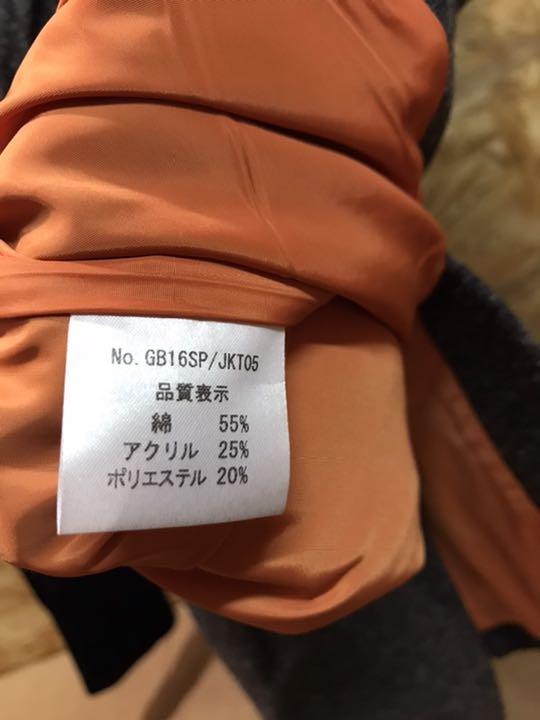 No. GB16SP/JKT05
品質表示
綿 55%
アクリル 25%
ポリエステル 20%